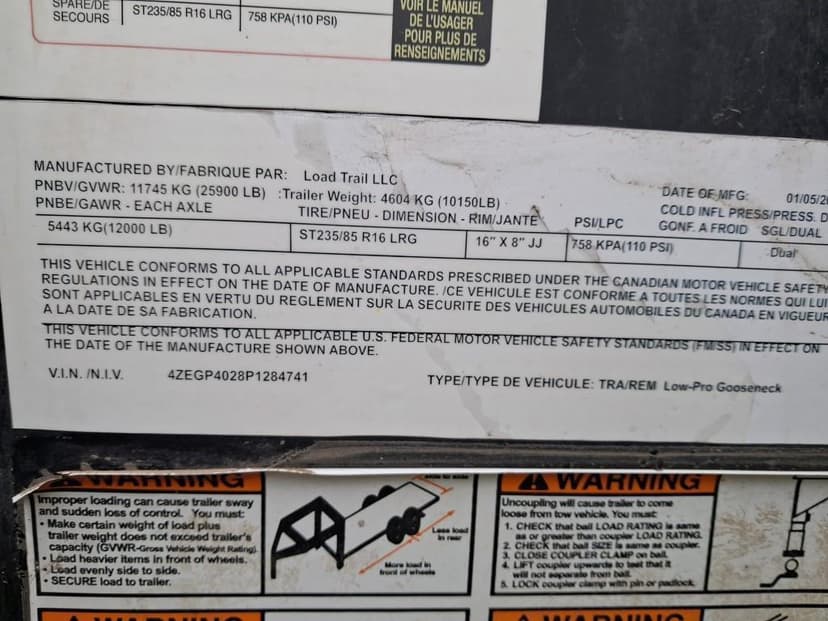 SPARE/DE
SECOURS
ST235/85 R16 LRG
758 KPA(110 PSI)
VOIR LE MANUEL
DE L'USAGER
POUR PLUS DE
RENSEIGNEMENTS
MANUFACTURED BY/FABRIQUE PAR: Load Trail LLC
PNBV/GVWR: 11745 KG (25900 LB) :Trailer Weight: 4604 KG (10150LB)
DATE OF MFG: 01/05/20
PNBE/GAWR - EACH AXLE
TIRE/PNEU - DIMENSION - RIM/JANTE
PSI/LPC
COLD INFL PRESS/PRESS. D
GONF. A FROID SGL/DUAL
5443 KG(12000 LB)
ST235/85 R16 LRG
16" X 8" JJ
758 KPA(110 PSI)
Dual
THIS VEHICLE CONFORMS TO ALL APPLICABLE STANDARDS PRESCRIBED UNDER THE CANADIAN MOTOR VEHICLE SAFETY
REGULATIONS IN EFFECT ON THE DATE OF MANUFACTURE. /CE VEHICULE EST CONFORME A TOUTES LES NORMES QUI LUI
SONT APPLICABLES EN VERTU DU REGLEMENT SUR LA SECURITE DES VEHICULES AUTOMOBILES DU CANADA EN VIGUEUR
A LA DATE DE SA FABRICATION.
THIS VEHICLE CONFORMS TO ALL APPLICABLE U.S. FEDERAL MOTOR VEHICLE SAFETY STANDARDS (FMISS) IN EFFECT ON
THE DATE OF THE MANUFACTURE SHOWN ABOVE.
V.I.N. /N.I.V. 4ZEGP4028P1284741
TYPE/TYPE DE VEHICULE: TRA/REM Low-Pro Gooseneck
WARNING
Improper loading can cause trailer sway
and sudden loss of control. You must:
• Make certain weight of load plus
trailer weight does not exceed trailer's
capacity (GVWR-Gross Vehicle Weight Rating).
• Load heavier items in front of wheels.
• Load evenly side to side.
• SECURE load to trailer.
Less load
in rear
More load in
front of wheels
WARNING
Uncoupling will cause trailer to come
loose from tow vehicle. You must:
1. CHECK that ball LOAD RATING is same
as or greater than coupler LOAD RATING.
2. CHECK that ball SIZE is same as coupler.
3. CLOSE COUPLER CLAMP on ball.
4. LIFT coupler upwards to test that it
will not separate from ball.
5. LOCK coupler clamp with pin or padlock.
WARNING
WARNING